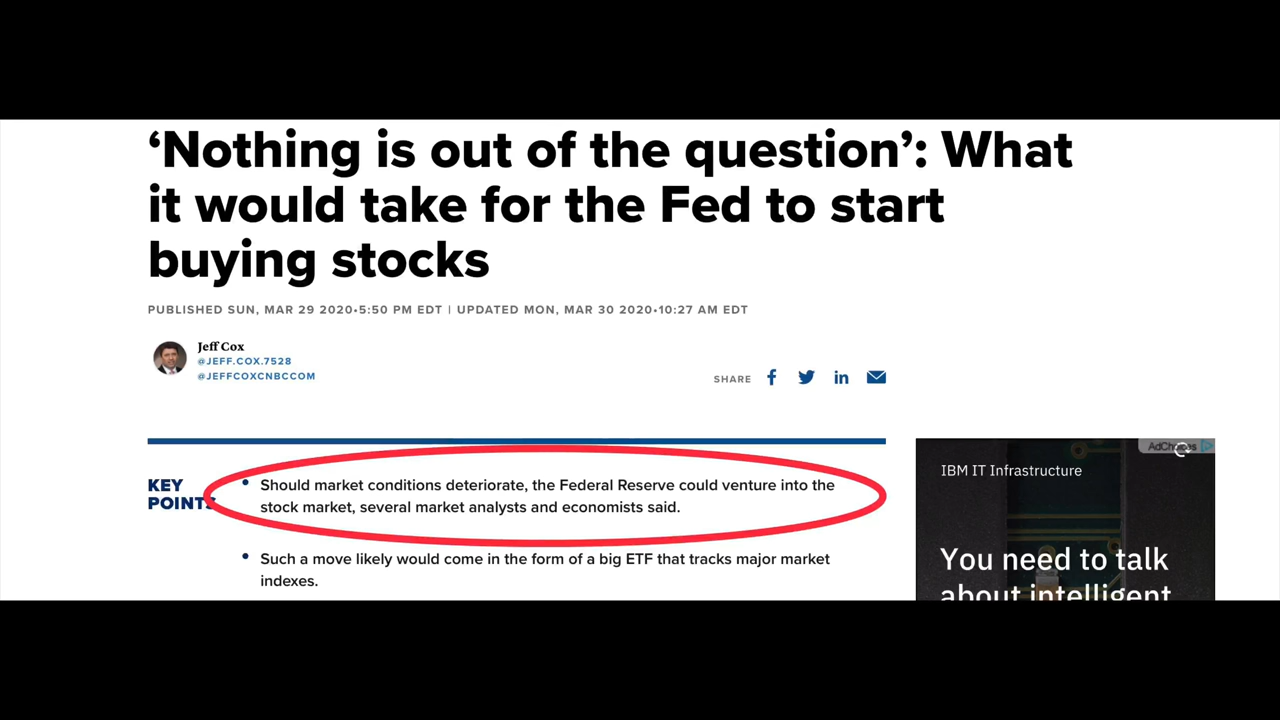 ‘Nothing is out of the question’: What
it would take for the Fed to start
buying stocks
PUBLISHED SUN, MAR 29 2020•5:50 PM EDT | UPDATED MON, MAR 30 2020•10:27 AM EDT
Jeff Cox
@JEFF.COX.7528
@JEFFCOXCNBCCOM
SHARE
KEY
POINTS
Should market conditions deteriorate, the Federal Reserve could venture into the
stock market, several market analysts and economists said.
Such a move likely would come in the form of a big ETF that tracks major market
indexes.
AdChoices
IBM IT Infrastructure
You need to talk
about intelligent